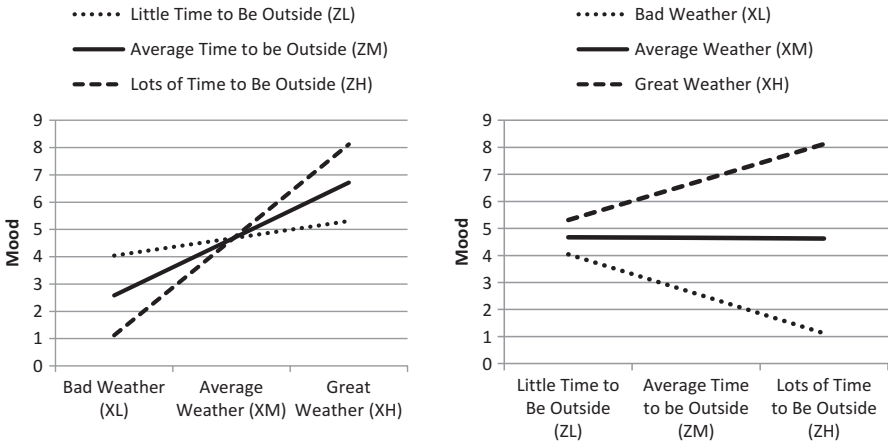 Little Time to Be Outside (ZL)
Average Time to be Outside (ZM)
Lots of Time to Be Outside (ZH)
9
8
7
6
5
4
3
2
1
0
Mood
Bad Weather
(XL)
Average
Weather (XM)
Great
Weather (XH)
Bad Weather (XL)
Average Weather (XM)
Great Weather (XH)
9
8
7
6
5
4
3
2
1
0
Mood
Little Time to
Be Outside
(ZL)
Average Time
to be Outside
(ZM)
Lots of Time
to Be Outside
(ZH)